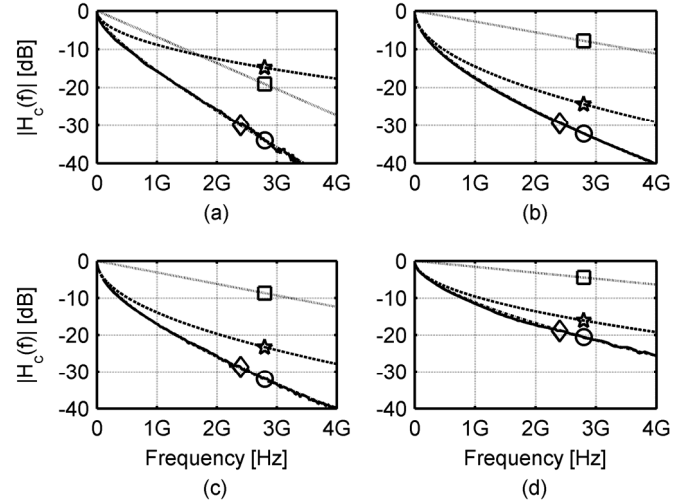 |H_c(f)| [dB]
0
-10
-20
-30
-40
0 1G 2G 3G 4G
(a)
0
-10
-20
-30
-40
0 1G 2G 3G 4G
(b)
|H_c(f)| [dB]
0
-10
-20
-30
-40
0 1G 2G 3G 4G
Frequency [Hz]
(c)
0
-10
-20
-30
-40
0 1G 2G 3G 4G
Frequency [Hz]
(d)